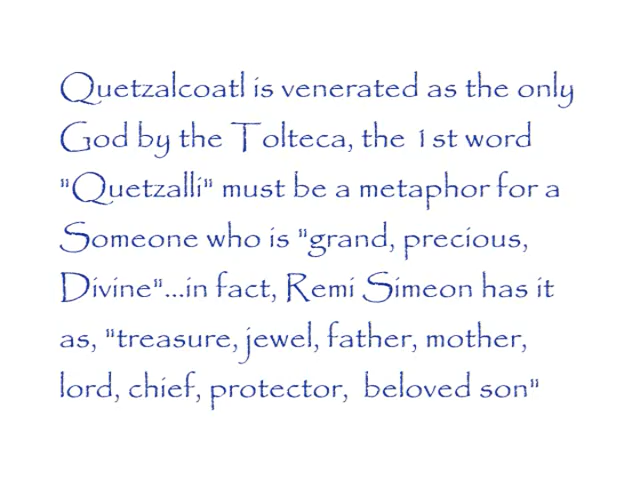 Quetzalcoatl is venerated as the only
God by the Tolteca, the 1st word
"Quetzalli" must be a metaphor for a
Someone who is "grand, precious,
Divine"...in fact, Remi Simeon has it
as, "treasure, jewel, father, mother,
lord, chief, protector,  beloved son"